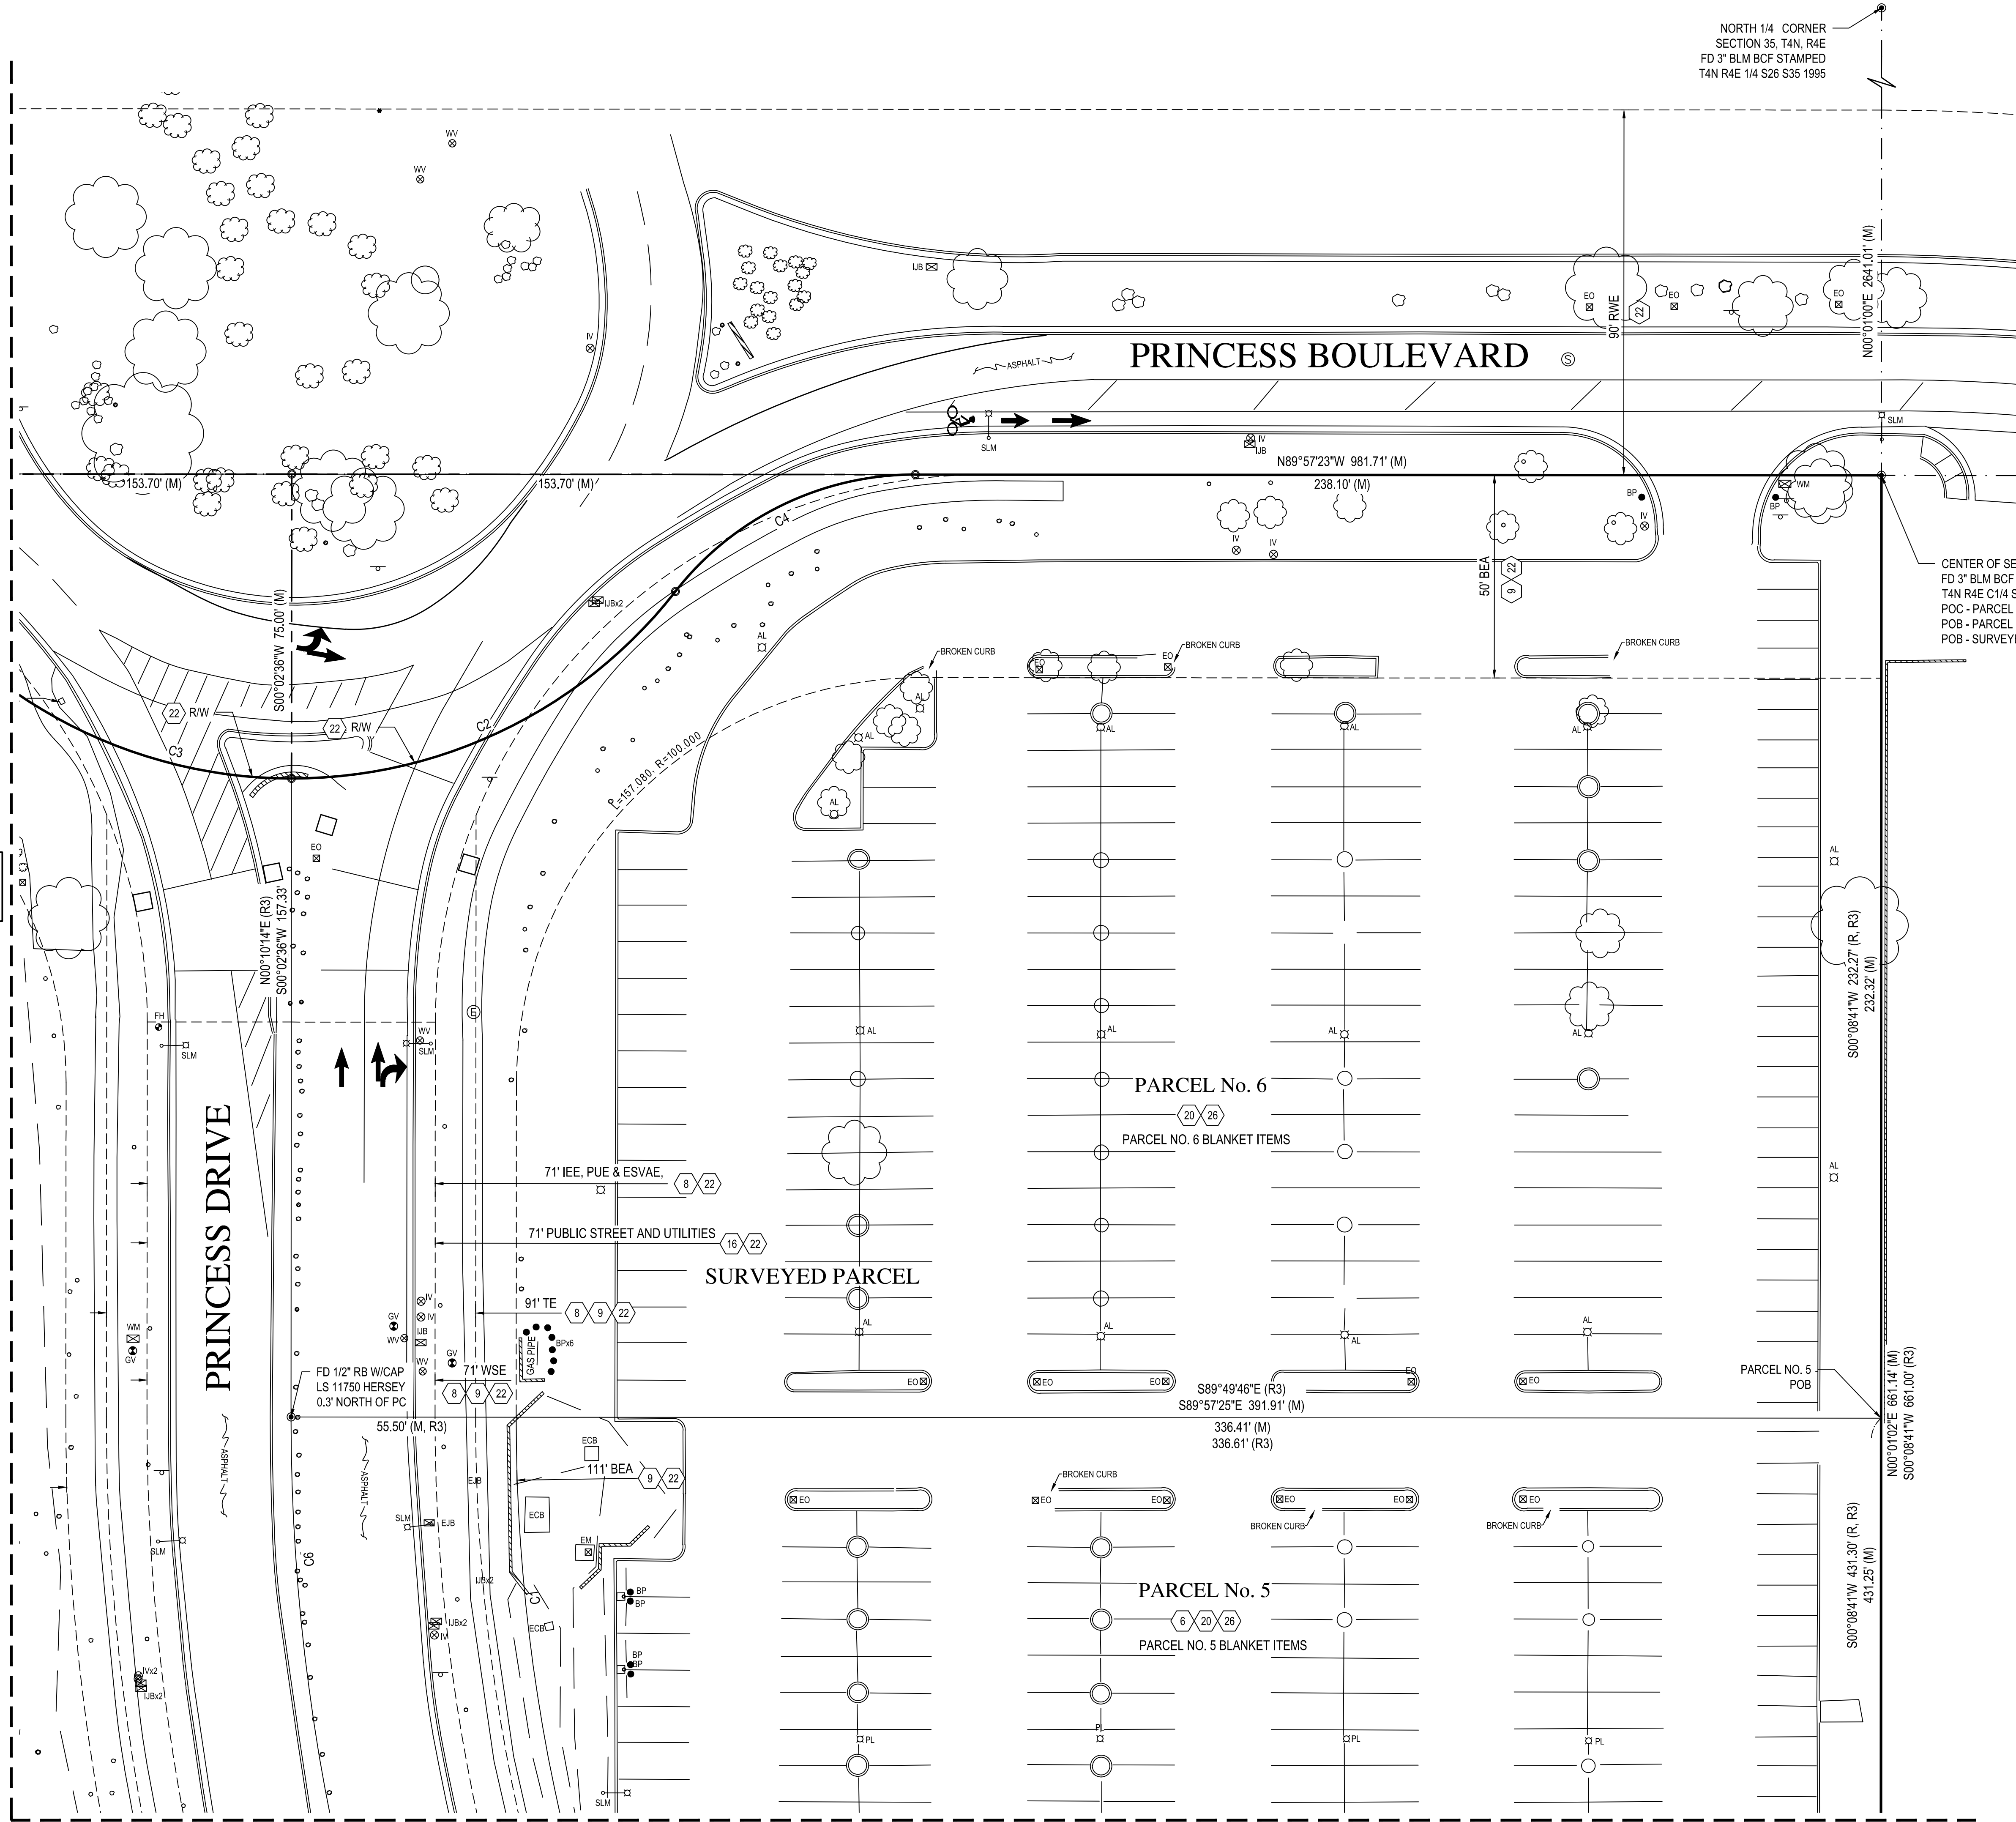 NORTH 1/4 CORNER
SECTION 35, T4N, R4E
FD 3" BLM BCF STAMPED
T4N R4E 1/4 S26 S35 1995
WV
WV
IV
IJB
EO
EO
EO
90' RWE
22
N00°01'00"E 2641.01' (M)
PRINCESS BOULEVARD
S
ASPHALT
SLM
SLM
IV
IJB
N89°57'23"W 981.71' (M)
238.10' (M)
153.70' (M)
153.70' (M)
C4
BP
IV
IV
IV
WM
BP
50' BEA
9 22
CENTER OF SE
FD 3" BLM BCF
T4N R4E C1/4 S
POC - PARCEL
POB - PARCEL
POB - SURVEYE
S00°02'36"W 75.00' (M)
IJBx2
AL
BROKEN CURB
BROKEN CURB
BROKEN CURB
EO
EO
22 R/W
22 R/W
C3
C2
L=157.080, R=100.000
AL
AL
AL
AL
AL
AL
EO
N00°10'14"E (R3)
S00°02'36"W 157.33'
AL
S00°08'41"W 232.27' (R, R3)
232.32' (M)
FH
SLM
WV
SLM
E
AL
AL
AL
AL
PARCEL No. 6
20 26
PARCEL NO. 6 BLANKET ITEMS
AL
PRINCESS DRIVE
71' IEE, PUE & ESVAE,
8 22
71' PUBLIC STREET AND UTILITIES
16 22
SURVEYED PARCEL
91' TE
8 9 22
WM
GV
GV
WV
IV
IV
IJB
WV
GV
GAS PIPE
BPx6
AL
AL
AL
AL
71' WSE
8 9 22
FD 1/2" RB W/CAP
LS 11750 HERSEY
0.3' NORTH OF PC
55.50' (M, R3)
EO
EO
EO
EO
EO
S89°49'46"E (R3)
S89°57'25"E 391.91' (M)
336.41' (M)
336.61' (R3)
PARCEL NO. 5
POB
N00°01'02"E 661.14' (M)
S00°08'41"W 661.00' (R3)
ASPHALT
ASPHALT
ECB
111' BEA
9 22
EJB
ECB
SLM
EJB
EM
SLM
C6
IJBx2
C1
BROKEN CURB
EO
EO
EO
EO
EO
EO
BROKEN CURB
BROKEN CURB
S00°08'41"W 431.30' (R, R3)
431.25' (M)
BP
BP
IJBx2
IV
ECB
PARCEL No. 5
6 20 26
PARCEL NO. 5 BLANKET ITEMS
BP
BP
IVx2
IJBx2
PL
PL
PL
PL
SLM